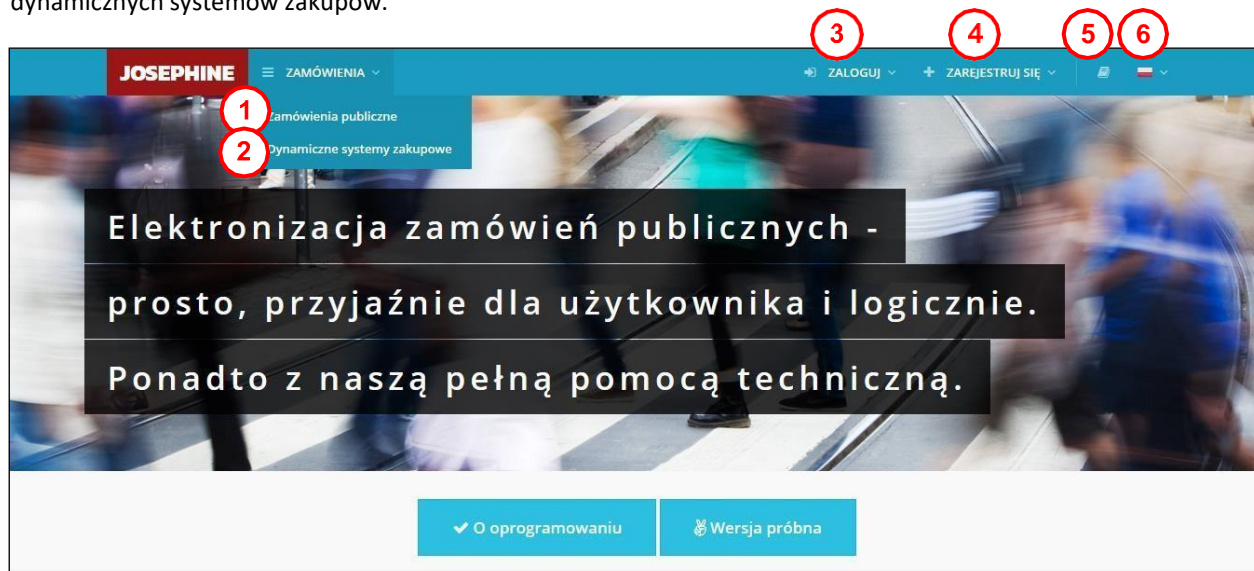 dynamicznych systemów zakupów.
3 4 5 6
JOSEPHINE ZAMÓWIENIA ZALOGUJ ZAREJESTRUJ SIĘ
1 Zamówienia publiczne
2 Dynamiczne systemy zakupowe
Elektronizacja zamówień publicznych -
prosto, przyjaźnie dla użytkownika i logicznie.
Ponadto z naszą pełną pomocą techniczną.
O oprogramowaniu Wersja próbna